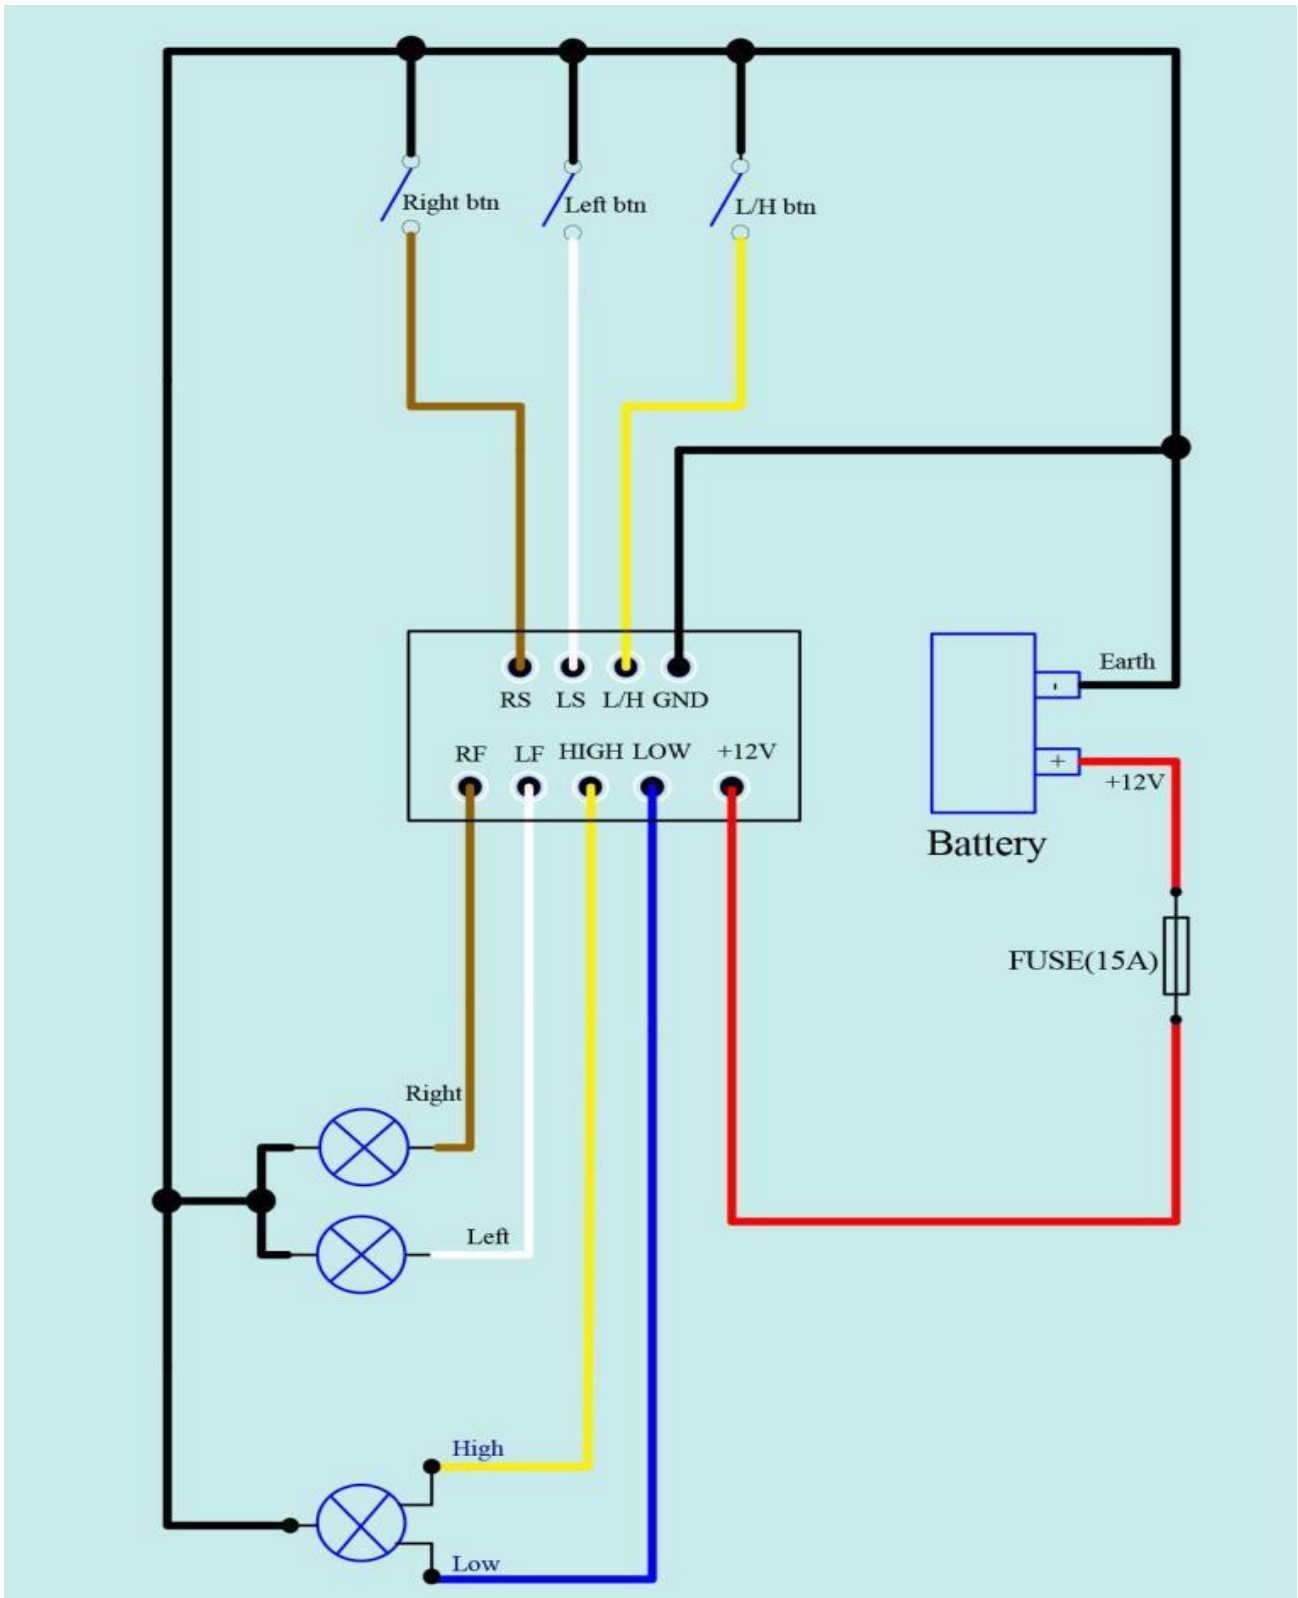 Right btn
Left btn
L/H btn
RS LS L/H GND
RF LF HIGH LOW +12V
Earth
-
+
+12V
Battery
FUSE(15A)
Right
Left
High
Low